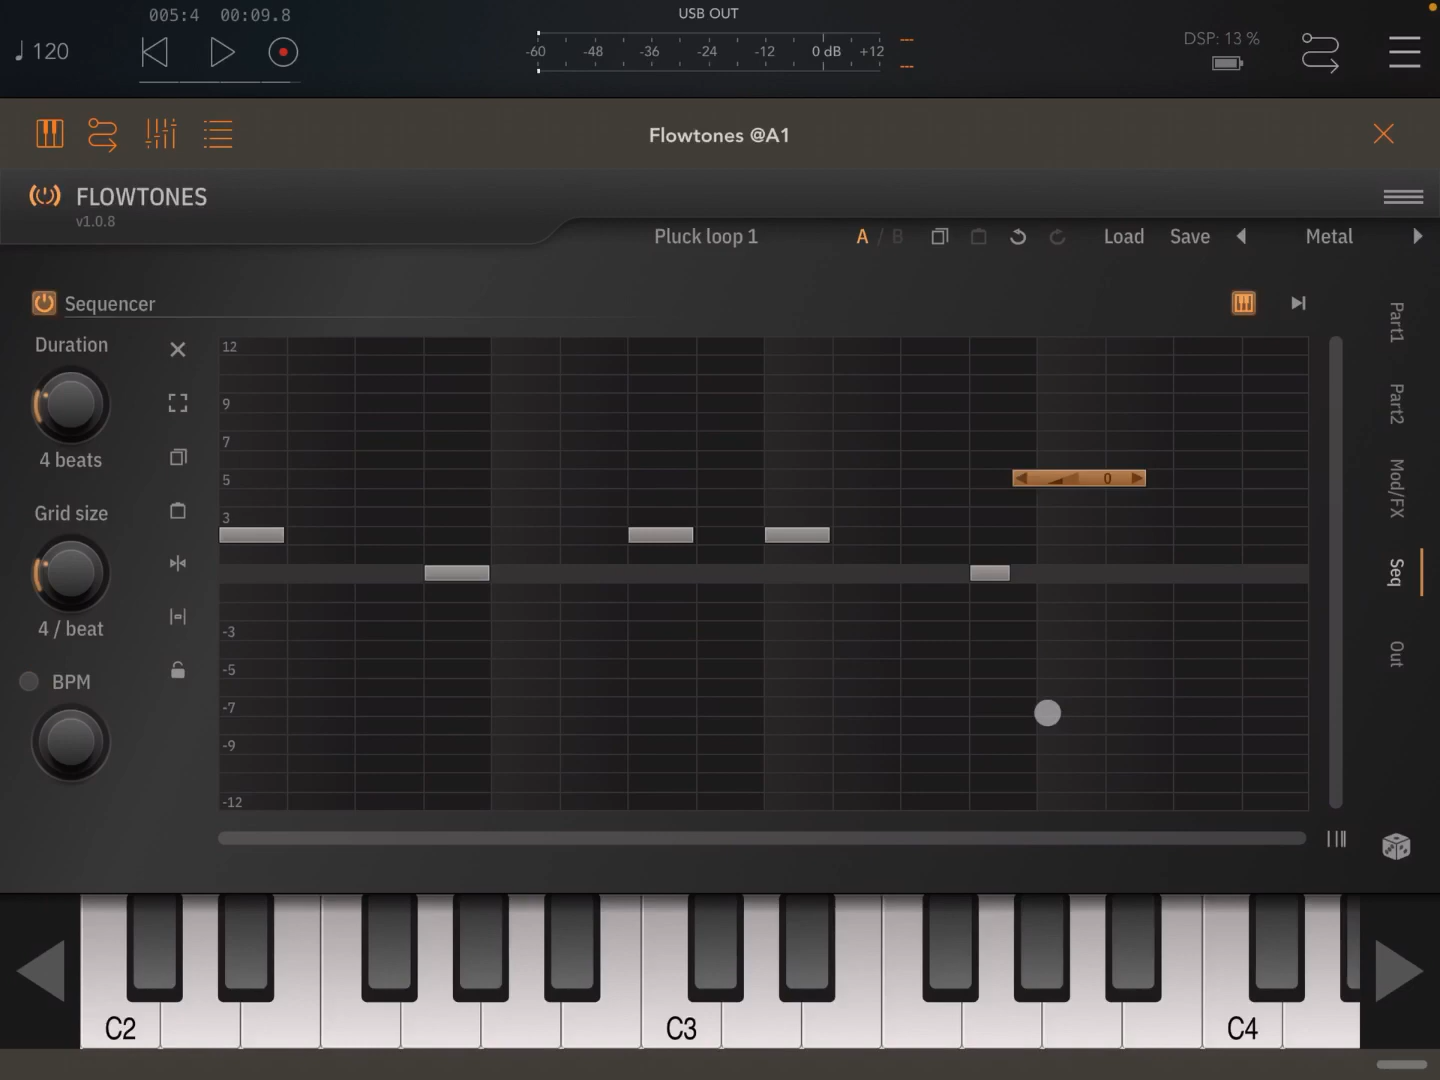 005:4 00:09.8
USB OUT
120
-60 -48 -36 -24 -12 0 dB +12
DSP: 13 %
Flowtones @A1
FLOWTONES
v1.0.8
Pluck loop 1
A / B
Load
Save
Metal
Sequencer
Duration
4 beats
Grid size
4 / beat
BPM
12
9
7
5
3
-3
-5
-7
-9
-12
0
Part1
Part2
Mod/FX
Seq
Out
C2
C3
C4